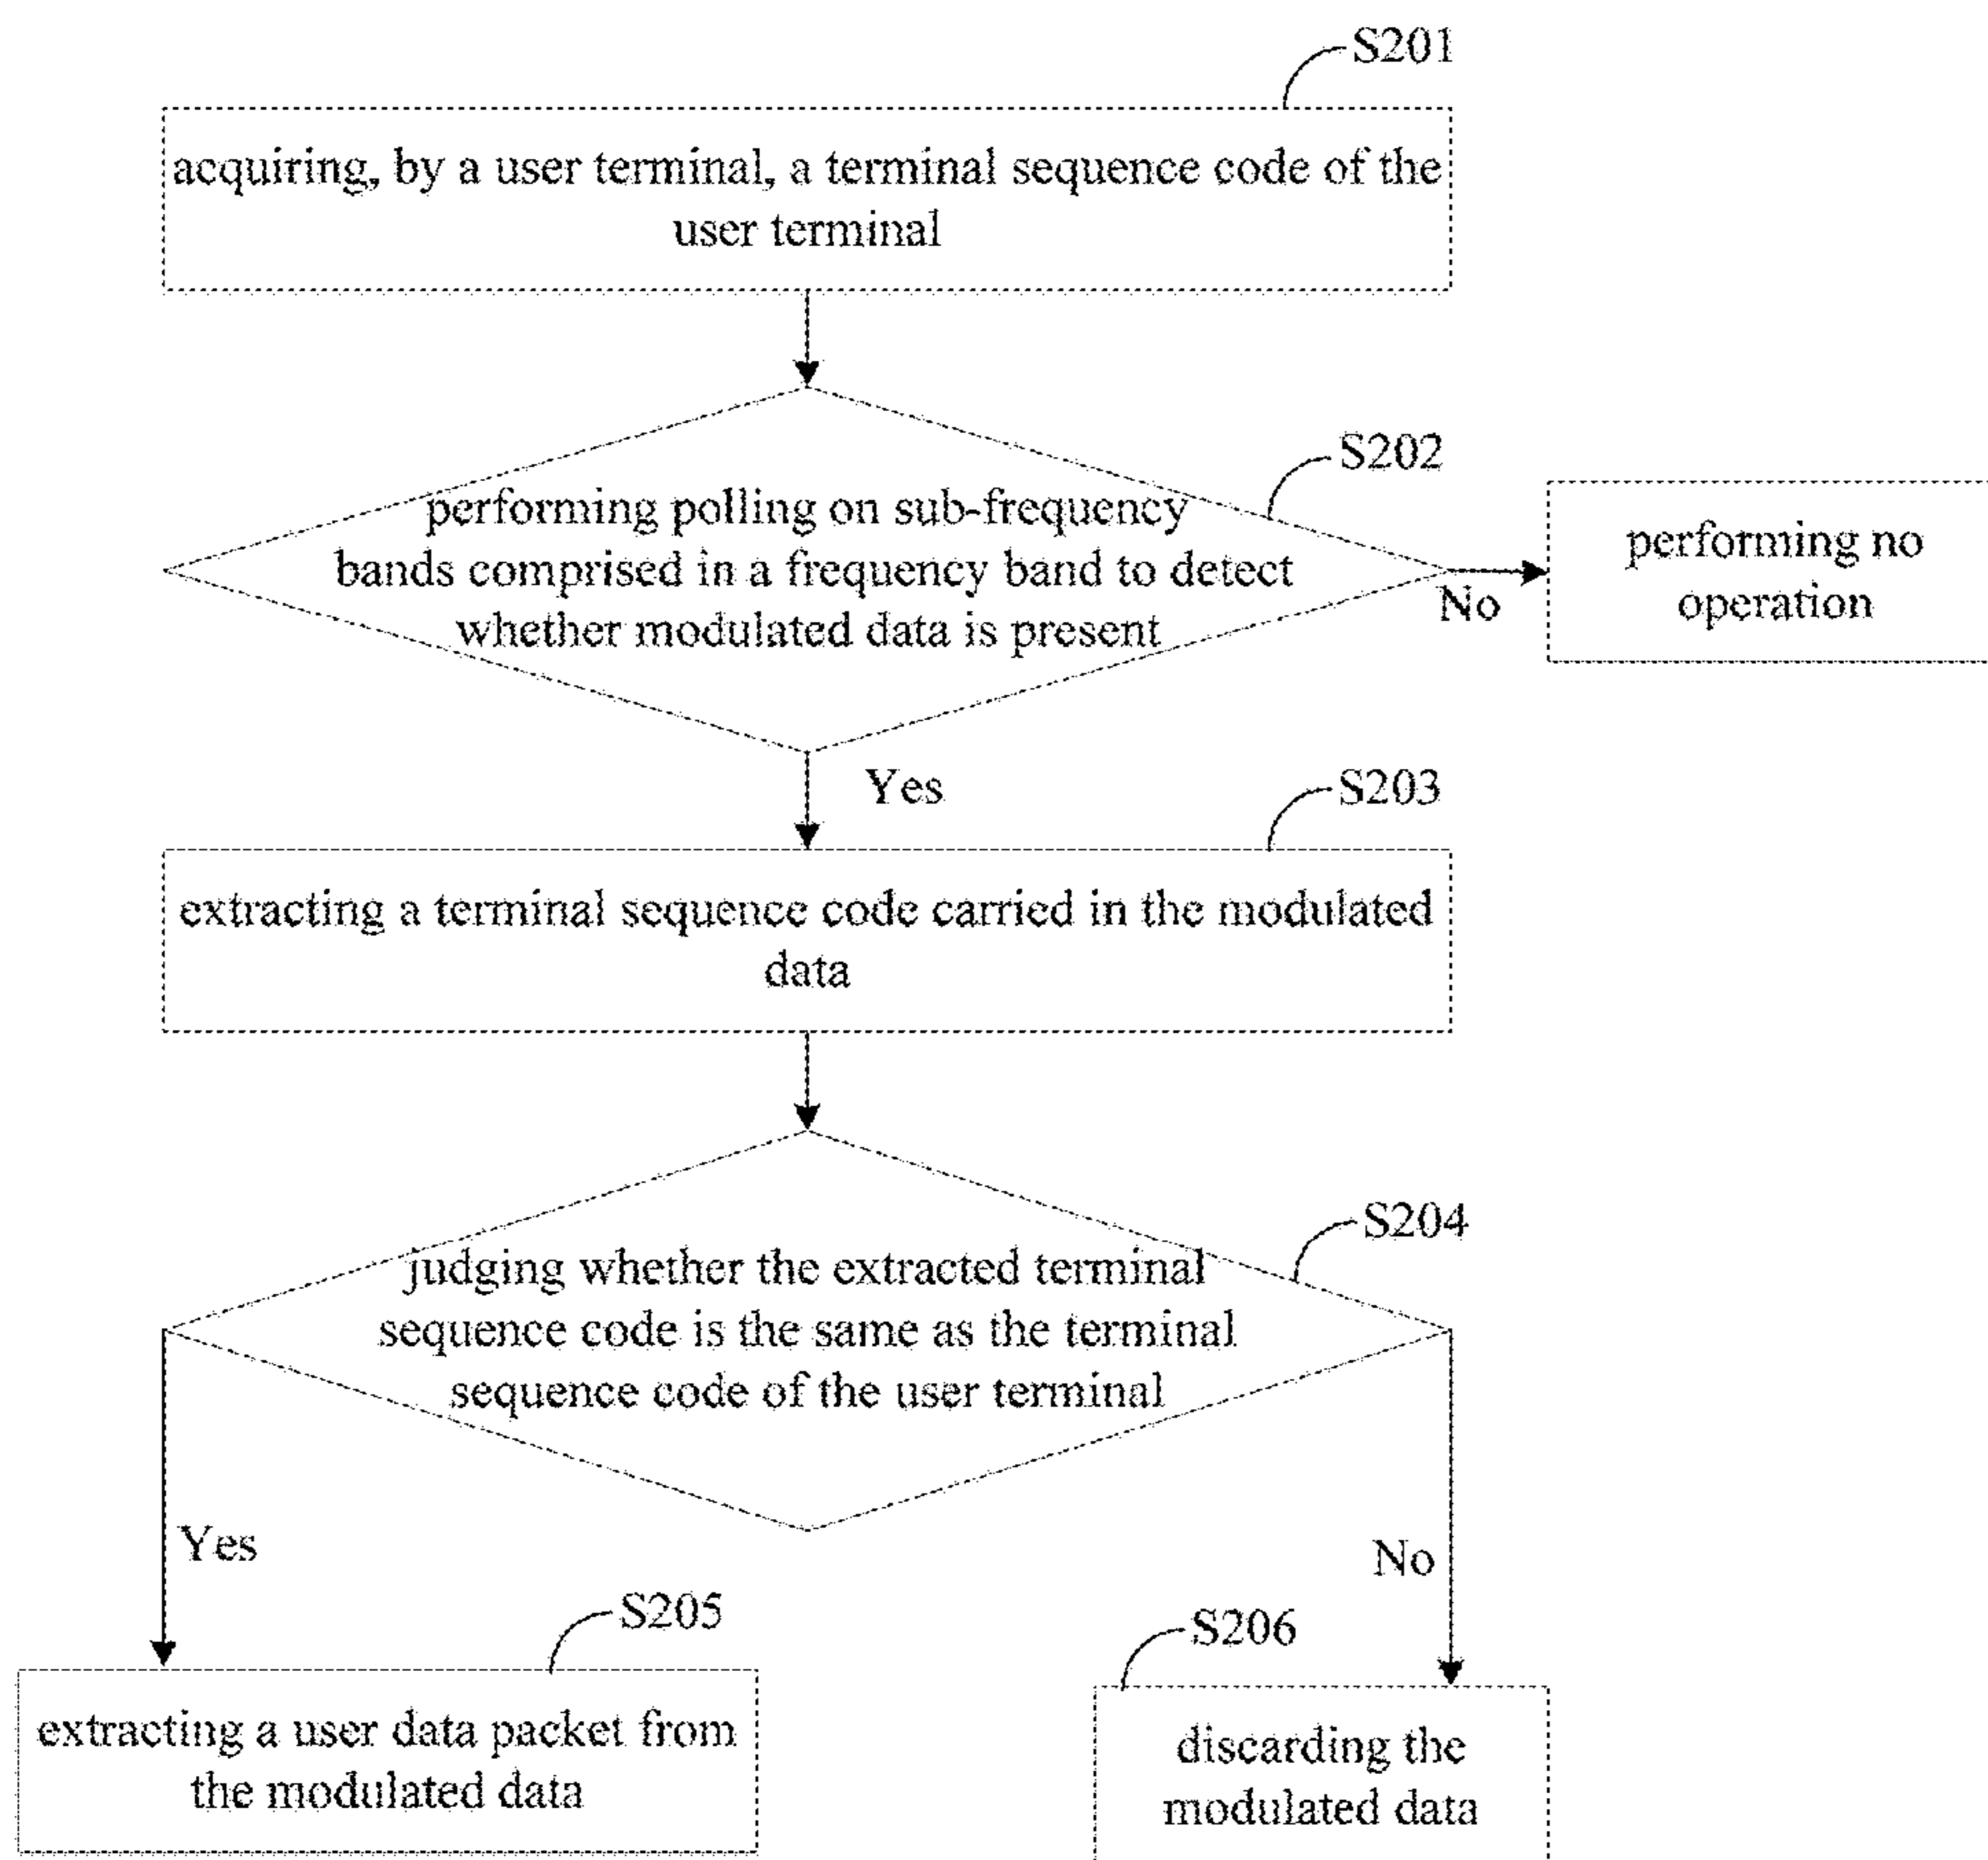 S201
acquiring, by a user terminal, a terminal sequence code of the
user terminal
S202
performing polling on sub-frequency
bands comprised in a frequency band to detect
whether modulated data is present
performing no
operation
No
Yes
S203
extracting a terminal sequence code carried in the modulated
data
S204
judging whether the extracted terminal
sequence code is the same as the terminal
sequence code of the user terminal
Yes
No
S205
extracting a user data packet from
the modulated data
S206
discarding the
modulated data